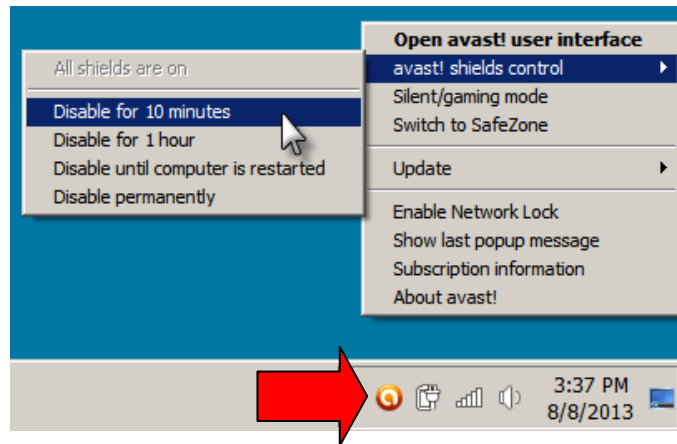 All shields are on
Disable for 10 minutes
Disable for 1 hour
Disable until computer is restarted
Disable permanently
Open avast! user interface
avast! shields control
Silent/gaming mode
Switch to SafeZone
Update
Enable Network Lock
Show last popup message
Subscription information
About avast!
3:37 PM
8/8/2013